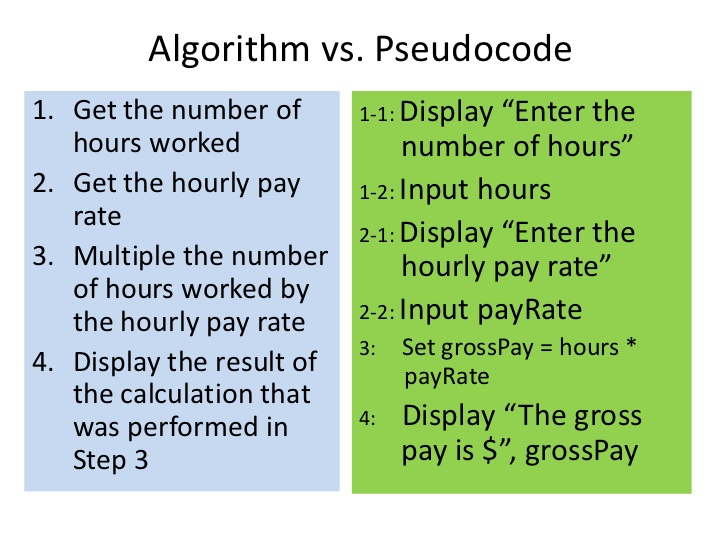 Algorithm vs. Pseudocode
1. Get the number of
hours worked
2. Get the hourly pay
rate
3. Multiple the number
of hours worked by
the hourly pay rate
4. Display the result of
the calculation that
was performed in
Step 3
1-1: Display “Enter the
number of hours”
1-2: Input hours
2-1: Display “Enter the
hourly pay rate”
2-2: Input payRate
3: Set grossPay = hours *
payRate
4: Display “The gross
pay is $”, grossPay